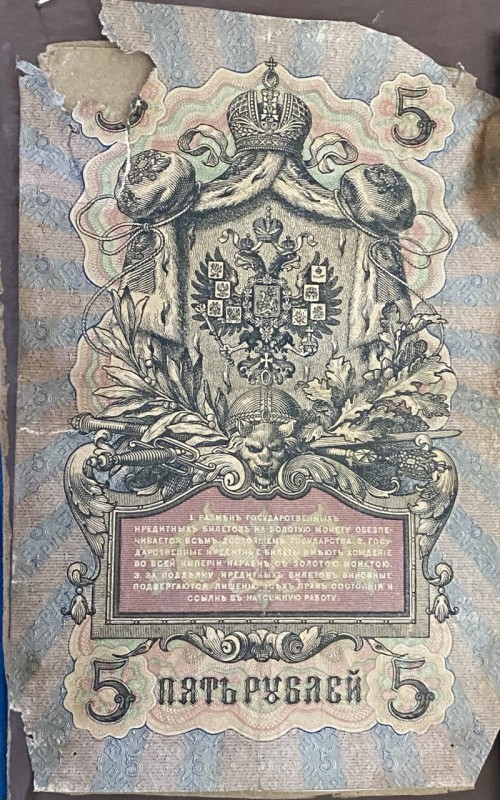 5 5
1. РАЗМѢНЪ ГОСУДАРСТВЕННЫХЪ
КРЕДИТНЫХЪ БИЛЕТОВЪ НА ЗОЛОТУЮ МОНЕТУ ОБЕЗПЕ-
ЧИВАЕТСЯ ВСѢМЪ ДОСТОЯНІЕМЪ ГОСУДАРСТВА. 2. ГОСУ-
ДАРСТВЕННЫЕ КРЕДИТНЫЕ БИЛЕТЫ ИМѢЮТЪ ХОЖДЕНІЕ
ВО ВСЕЙ ИМПЕРІИ НАРАВНѢ СЪ ЗОЛОТОЮ МОНЕТОЮ.
3. ЗА ПОДДѢЛКУ КРЕДИТНЫХЪ БИЛЕТОВЪ ВИНОВНЫЕ
ПОДВЕРГАЮТСЯ ЛИШЕНІЮ ВСѢХЪ ПРАВЪ СОСТОЯНІЯ И
ССЫЛКѢ ВЪ КАТОРЖНУЮ РАБОТУ.
5 ПЯТЬ РУБЛЕЙ 5